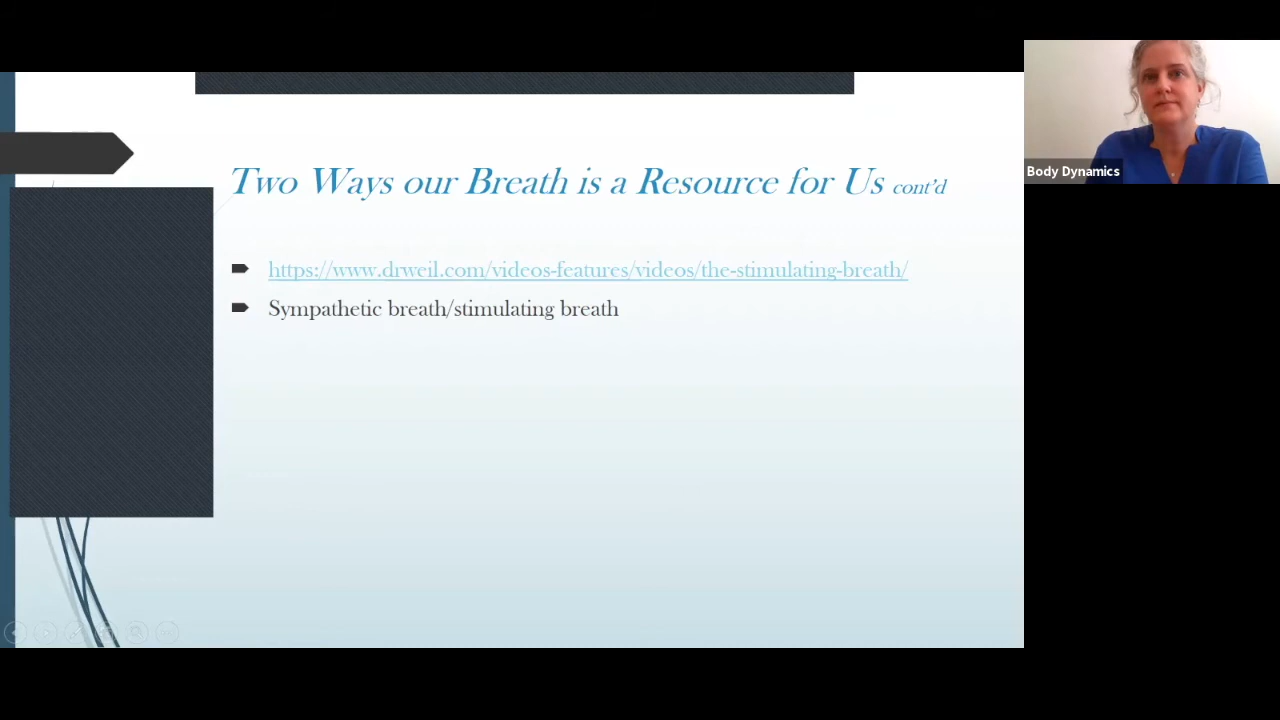 Two Ways our Breath is a Resource for Us cont'd
https://www.drweil.com/videos-features/videos/the-stimulating-breath/
Sympathetic breath/stimulating breath
Body Dynamics